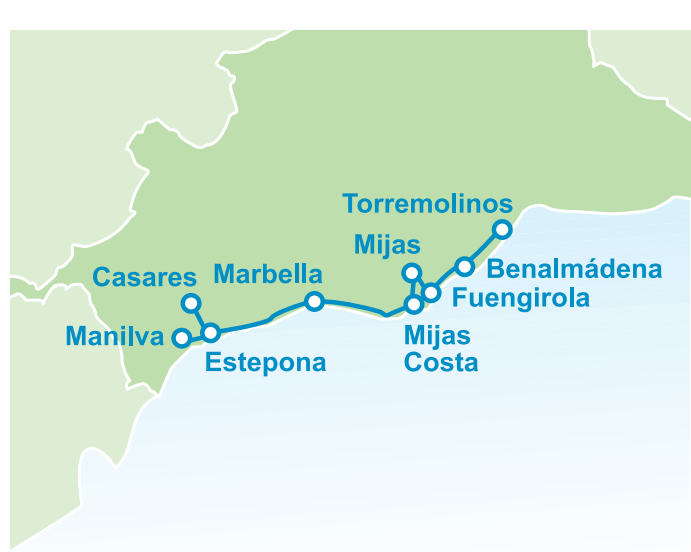 Torremolinos
Mijas
Benalmádena
Casares
Marbella
Fuengirola
Manilva
Mijas
Costa
Estepona